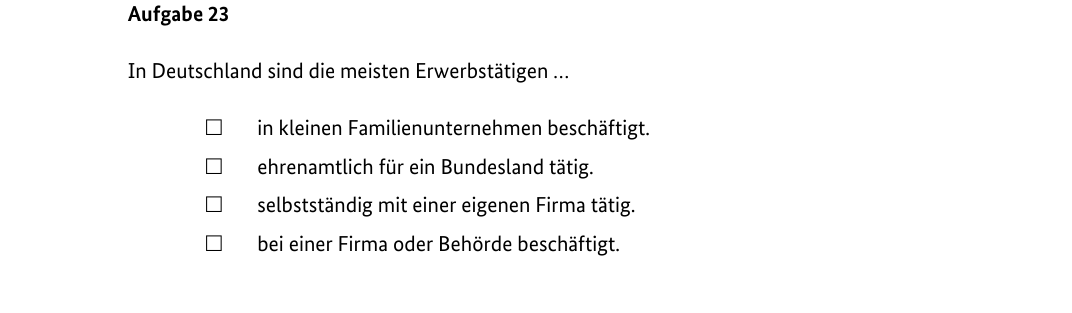 Aufgabe 23
In Deutschland sind die meisten Erwerbstätigen ...
☐ in kleinen Familienunternehmen beschäftigt.
☐ ehrenamtlich für ein Bundesland tätig.
☐ selbstständig mit einer eigenen Firma tätig.
☐ bei einer Firma oder Behörde beschäftigt.